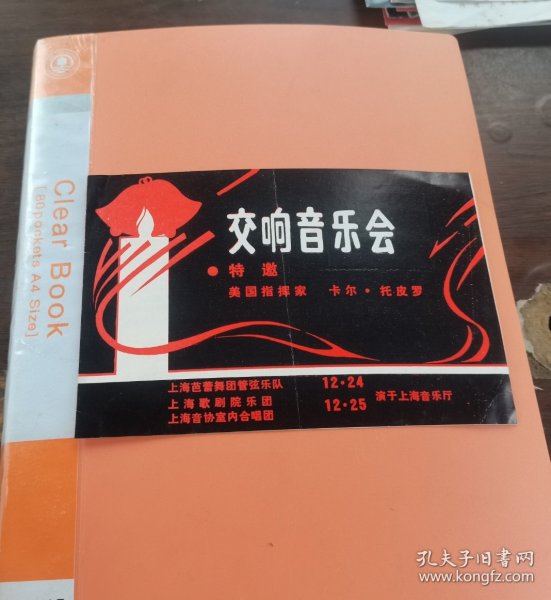 Clear Book
[80pockets A4 Size]
交响音乐会
特邀
美国指挥家 卡尔·托皮罗
上海芭蕾舞团管弦乐队
上海歌剧院乐团
上海音协室内合唱团
12·24
12·25
演于上海音乐厅
孔夫子旧书网
www.kongfz.com